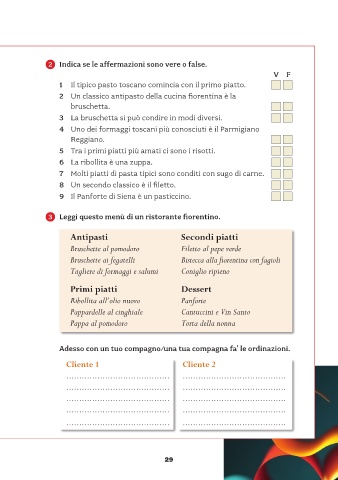 2 Indica se le affermazioni sono vere o false.
V F
1 Il tipico pasto toscano comincia con il primo piatto.
2 Un classico antipasto della cucina fiorentina è la
bruschetta.
3 La bruschetta si può condire in modi diversi.
4 Uno dei formaggi toscani più conosciuti è il Parmigiano
Reggiano.
5 Tra i primi piatti più amati ci sono i risotti.
6 La ribollita è una zuppa.
7 Molti piatti di pasta tipici sono conditi con sugo di carne.
8 Un secondo classico è il filetto.
9 Il Panforte di Siena è un pasticcino.
3 Leggi questo menù di un ristorante fiorentino.
Antipasti
Bruschette al pomodoro
Bruschette ai fegatelli
Tagliere di formaggi e salumi
Secondi piatti
Filetto al pepe verde
Bistecca alla fiorentina con fagioli
Coniglio ripieno
Primi piatti
Ribollita all'olio nuovo
Pappardelle al cinghiale
Pappa al pomodoro
Dessert
Panforte
Cantuccini e Vin Santo
Torta della nonna
Adesso con un tuo compagno/una tua compagna fa' le ordinazioni.
Cliente 1
Cliente 2
29